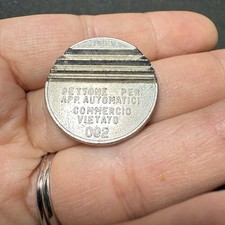 GETTONE PER
APP. AUTOMATICI
COMMERCIO
VIETATO
002